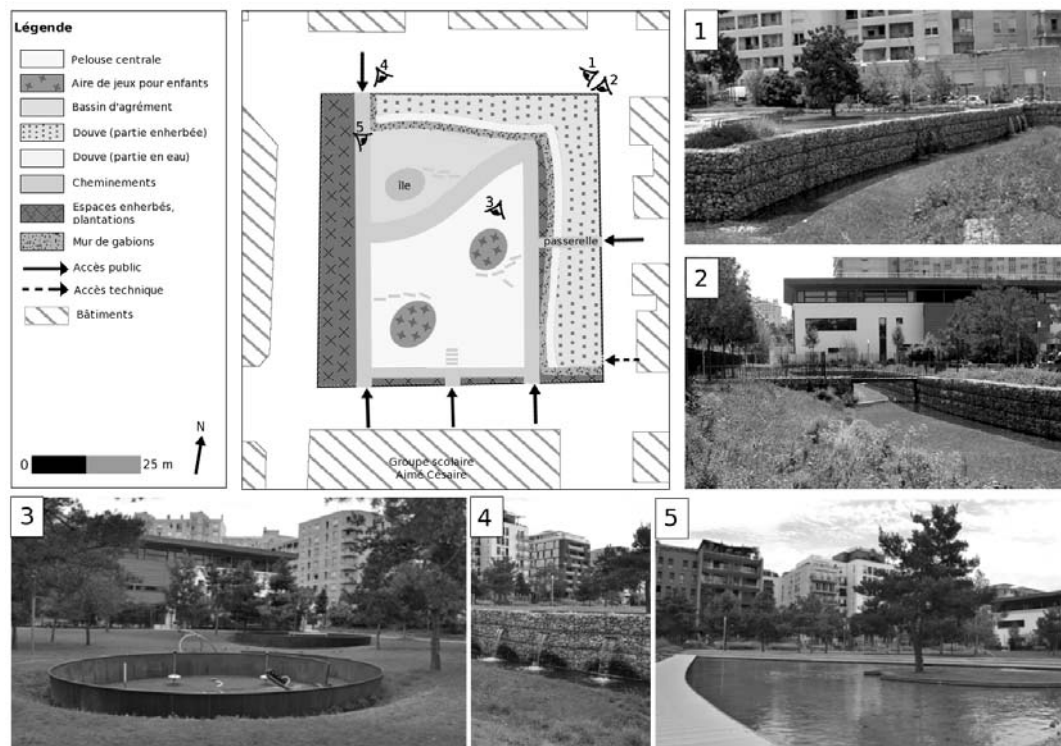 Légende
Pelouse centrale
Aire de jeux pour enfants
Bassin d'agrément
Douve (partie enherbée)
Douve (partie en eau)
Cheminements
Espaces enherbés,
plantations
Mur de gabions
Accès public
Accès technique
Bâtiments
N
0
25 m
4
1
2
5
île
3
passerelle
Groupe scolaire
Aimé Césaire
1
2
3
4
5